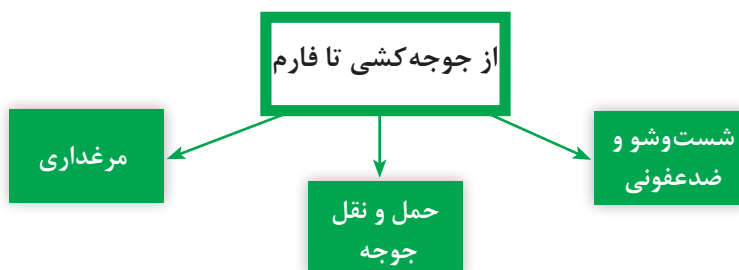 از جوجه‌کشی تا فارم
شست‌وشو و
ضدعفونی
حمل و نقل
جوجه
مرغداری